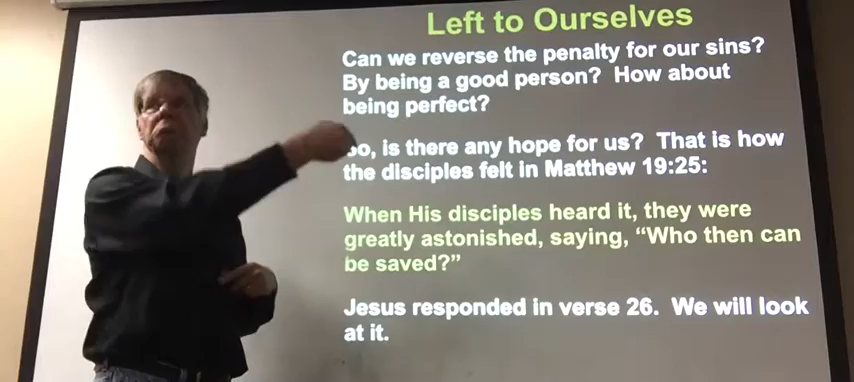 Left to Ourselves
Can we reverse the penalty for our sins?
By being a good person? How about
being perfect?
So, is there any hope for us? That is how
the disciples felt in Matthew 19:25:
When His disciples heard it, they were
greatly astonished, saying, “Who then can
be saved?”
Jesus responded in verse 26. We will look
at it.